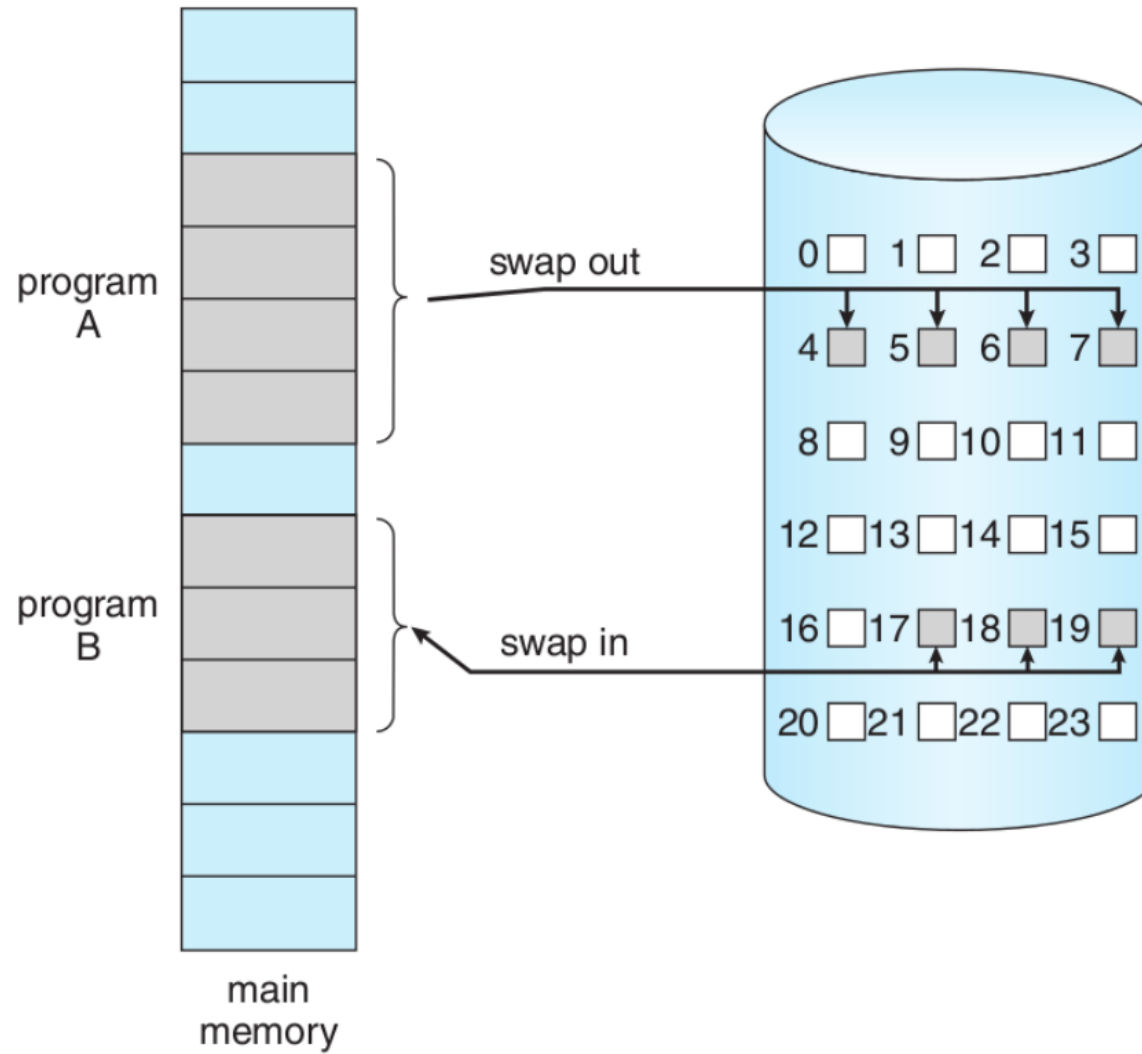 program
A
swap out
0 1 2 3
4 5 6 7
8 9 10 11
12 13 14 15
program
B
swap in
16 17 18 19
20 21 22 23
main
memory